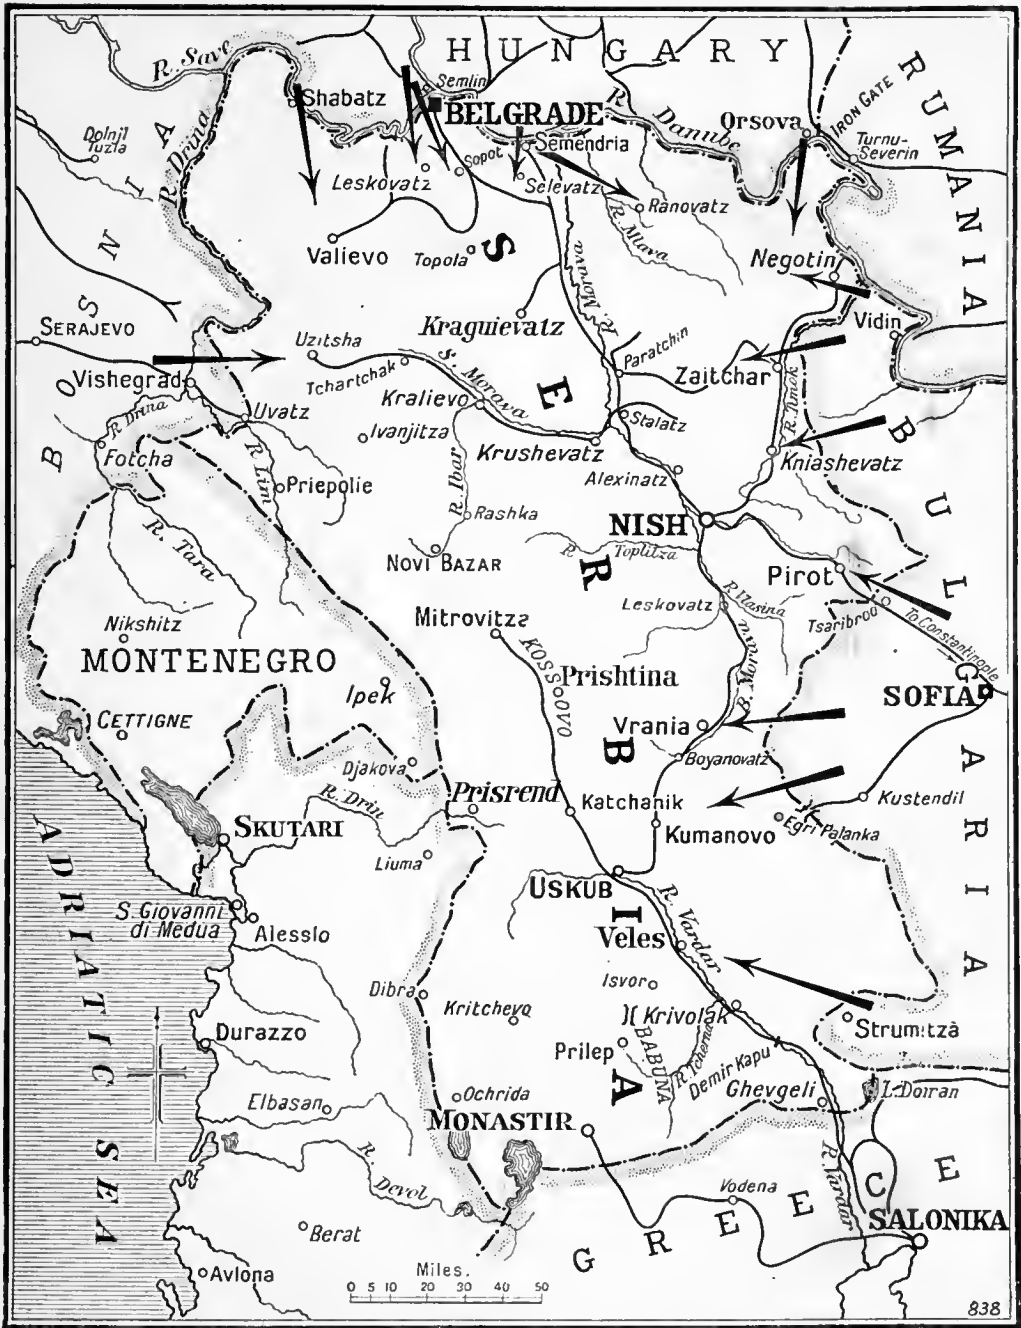 HUNGARY
R. Save
Semlin
Shabatz
BELGRADE
R. Danube
Orsova
IRON GATE
RUMANIA
Turnu-
Severin
Dolnil
Tuzla
R. Drina
BOSNIA
Leskovatz
Sopot
Semendria
Selevatz
Ranovatz
R. Mlava
Valievo
Topola
R. Morava
Negotin
Vidin
SERAJEVO
Kraguievatz
Uzitsha
Paratchin
Vishegrad
Tchartchak
S. Morava
Zaitchar
R. Timok
R. Drina
Uvatz
Kralievo
Stalatz
Ivanjitza
Fotcha
Krushevatz
Kniashevatz
R. Lim
Alexinatz
Priepolie
R. Ibar
Rashka
NISH
BULGARIA
R. Tara
NOVI BAZAR
R. Toplitza
Pirot
Leskovatz
R. Vlasina
Tsaribrod
To Constantinople
Nikshitz
Mitrovitza
MONTENEGRO
KOSSOVO
Prishtina
B. Morava
SOFIA
Ipek
CETTIGNE
Vrania
Djakova
Boyanovatz
R. Drin
Prisrend
Katchanik
Kustendil
SKUTARI
Kumanovo
Egri Palanka
Liuma
USKUB
R. Vardar
S. Giovanni
di Medua
Alessio
Veles
SERBIA
Dibra
Isvor
Kritchevo
Krivolak
Strumitza
Durazzo
Prilep
BABUNA
R. Tcherna
Demir Kapu
Ghevgeli
L. Doiran
Elbasan
Ochrida
MONASTIR
R. Devol
R. Vardar
ADRIATIC SEA
Vodena
GREECE
SALONIKA
Berat
Avlona
Miles.
0 5 10 20 30 40 50
838